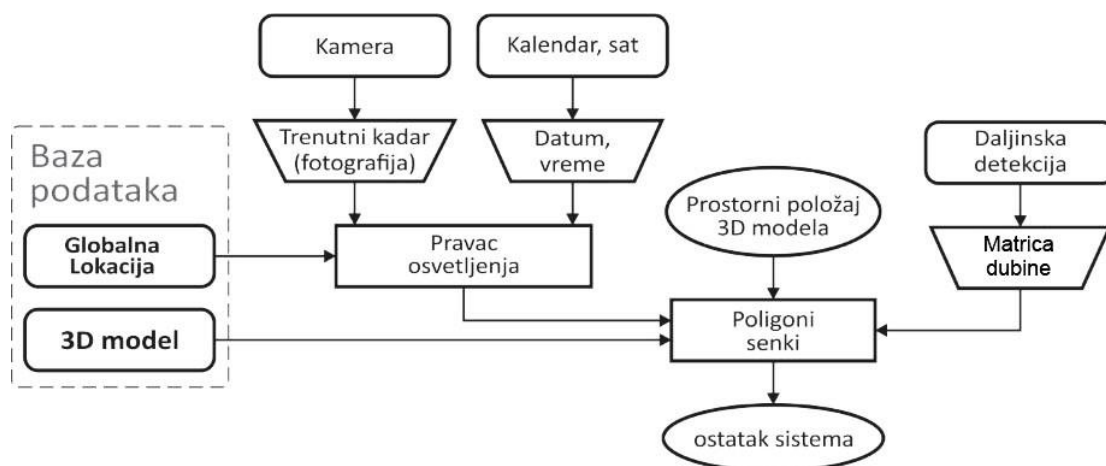 Kamera
Kalendar, sat
Trenutni kadar
(fotografija)
Datum,
vreme
Daljinska
detekcija
Baza
podataka
Prostorni položaj
3D modela
Globalna
Lokacija
Pravac
osvetljenja
Matrica
dubine
3D model
Poligoni
senki
ostatak sistema